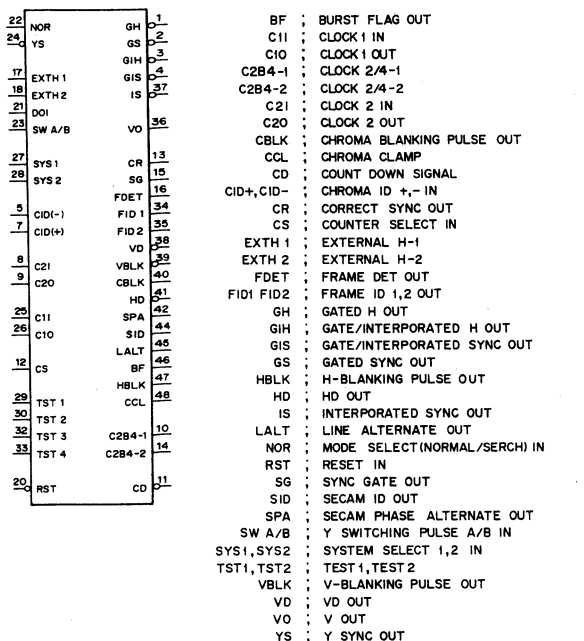 22 NOR GH 1
24 YS GS 2
GIH 3
17 EXTH 1 GIS 4
18 EXTH 2 IS 37
21 DOI
23 SW A/B VO 36
27 SYS 1 CR 13
28 SYS 2 SG 15
FDET 16
5 CID(-) FID 1 34
7 CID(+) FID 2 35
VD 38
8 C2I VBLK 39
9 C2O CBLK 40
HD 41
25 C1I SPA 42
26 C1O SID 44
LALT 45
12 CS BF 46
HBLK 47
29 TST 1 CCL 48
30 TST 2
32 TST 3 C2B4-1 10
33 TST 4 C2B4-2 14
20 RST CD 11
BF ; BURST FLAG OUT
C1I ; CLOCK 1 IN
C1O ; CLOCK 1 OUT
C2B4-1 ; CLOCK 2/4-1
C2B4-2 ; CLOCK 2/4-2
C2I ; CLOCK 2 IN
C2O ; CLOCK 2 OUT
CBLK ; CHROMA BLANKING PULSE OUT
CCL ; CHROMA CLAMP
CD ; COUNT DOWN SIGNAL
CID+,CID- ; CHROMA ID +,- IN
CR ; CORRECT SYNC OUT
CS ; COUNTER SELECT IN
EXTH 1 ; EXTERNAL H-1
EXTH 2 ; EXTERNAL H-2
FDET ; FRAME DET OUT
FID1 FID2 ; FRAME ID 1,2 OUT
GH ; GATED H OUT
GIH ; GATE/INTERPORATED H OUT
GIS ; GATE/INTERPORATED SYNC OUT
GS ; GATED SYNC OUT
HBLK ; H-BLANKING PULSE OUT
HD ; HD OUT
IS ; INTERPORATED SYNC OUT
LALT ; LINE ALTERNATE OUT
NOR ; MODE SELECT(NORMAL/SERCH) IN
RST ; RESET IN
SG ; SYNC GATE OUT
SID ; SECAM ID OUT
SPA ; SECAM PHASE ALTERNATE OUT
SW A/B ; Y SWITCHING PULSE A/B IN
SYS1,SYS2 ; SYSTEM SELECT 1,2 IN
TST1,TST2 ; TEST 1,TEST 2
VBLK ; V-BLANKING PULSE OUT
VD ; VD OUT
VO ; V OUT
YS ; Y SYNC OUT